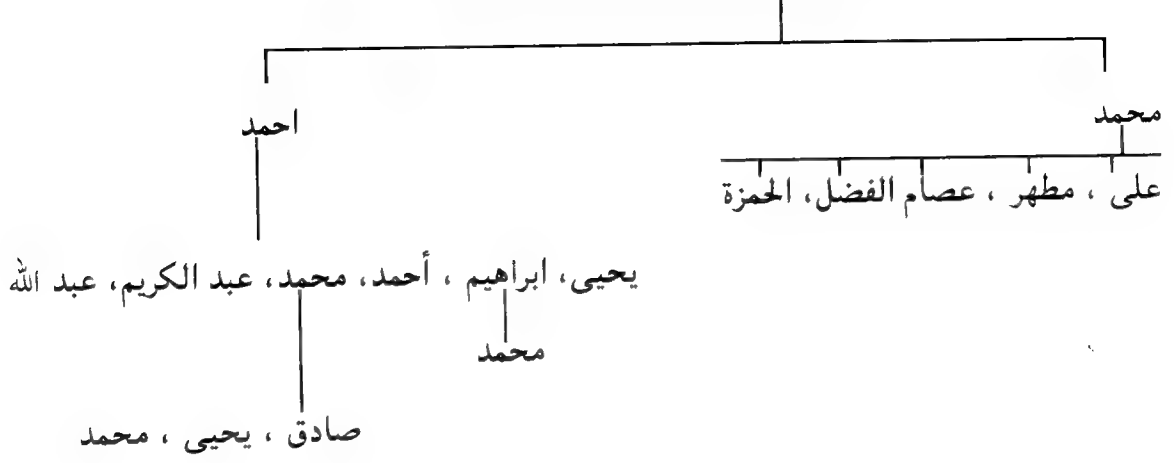 محمد
احمد
على ، مطهر ، عصام الفضل، الحمزة
يحيى، ابراهيم ، أحمد، محمد، عبد الكريم، عبد الله
محمد
صادق ، يحيى ، محمد